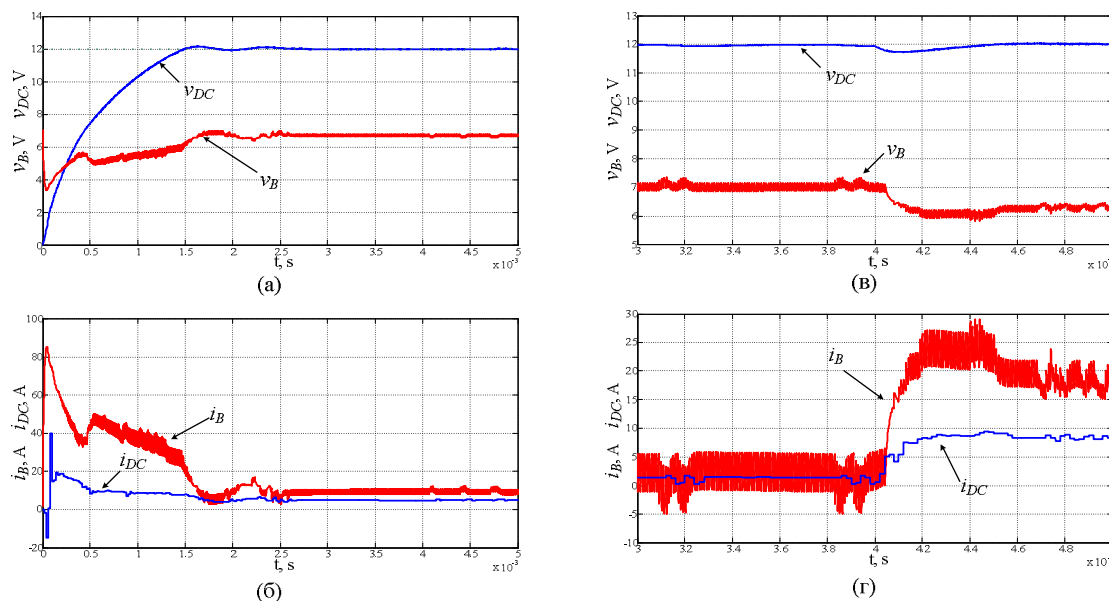 14
12
10
8
6
4
2
0
v_B, V v_DC, V
v_DC
v_B
0 0.5 1 1.5 2 2.5 3 3.5 4 4.5 5
t, s
x 10⁻³
(а)
13
12
11
10
9
8
7
6
5
v_B, V v_DC, V
v_DC
v_B
3 3.2 3.4 3.6 3.8 4 4.2 4.4 4.6 4.8
t, s
(в)
100
80
60
40
20
0
-20
i_B, A i_DC, A
i_B
i_DC
0 0.5 1 1.5 2 2.5 3 3.5 4 4.5 5
t, s
x 10⁻³
(б)
30
25
20
15
10
5
0
-5
-10
i_B, A i_DC, A
i_B
i_DC
3 3.2 3.4 3.6 3.8 4 4.2 4.4 4.6 4.8
t, s
(г)